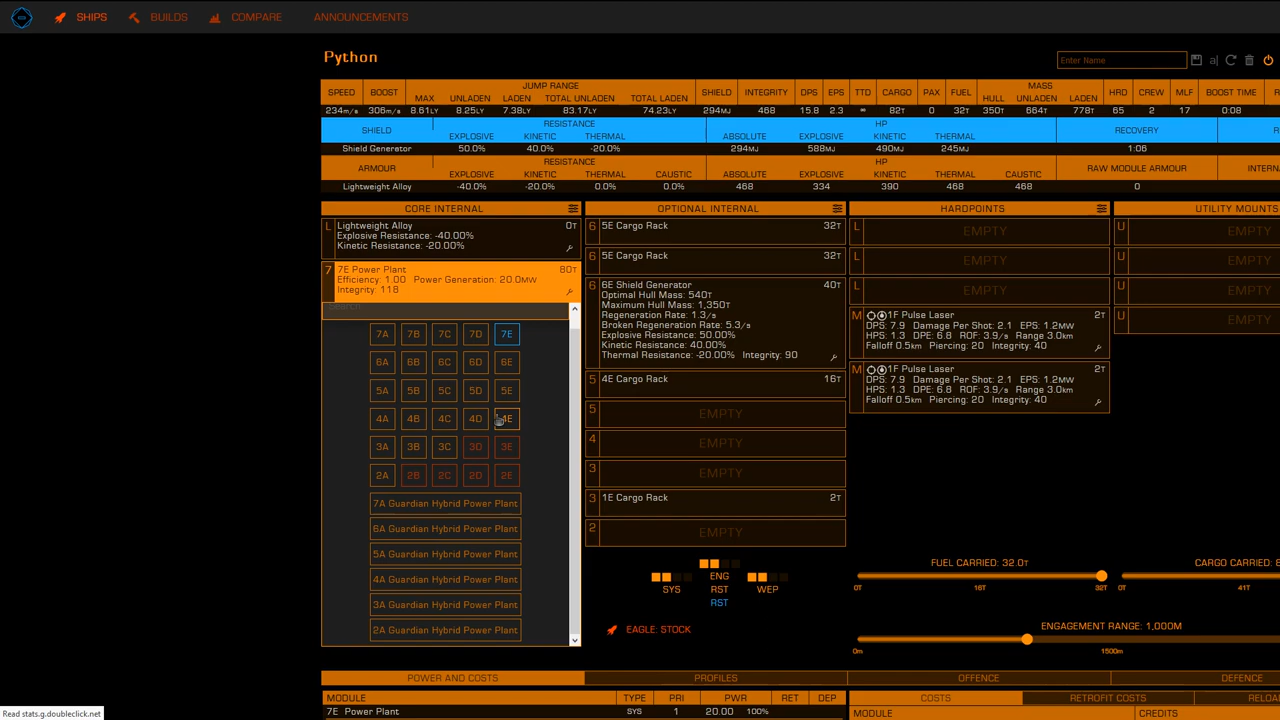 SHIPS BUILDS COMPARE ANNOUNCEMENTS
Python
Enter Name
SPEED BOOST JUMP RANGE SHIELD INTEGRITY DPS EPS TTD CARGO PAX FUEL MASS HRD CREW MLF BOOST TIME
MAX UNLADEN LADEN TOTAL UNLADEN TOTAL LADEN HULL UNLADEN LADEN
234m/s 306m/s 8.61LY 8.25LY 7.38LY 83.17LY 74.23LY 294MJ 468 15.8 2.3 82T 0 32T 350T 664T 778T 65 2 17 0:08
SHIELD RESISTANCE HP RECOVERY
EXPLOSIVE KINETIC THERMAL ABSOLUTE EXPLOSIVE KINETIC THERMAL
Shield Generator 50.0% 40.0% -20.0% 294MJ 588MJ 490MJ 245MJ 1:06
ARMOUR RESISTANCE HP RAW MODULE ARMOUR INTERN
EXPLOSIVE KINETIC THERMAL CAUSTIC ABSOLUTE EXPLOSIVE KINETIC THERMAL CAUSTIC
Lightweight Alloy -40.0% -20.0% 0.0% 0.0% 468 334 390 468 468 0
CORE INTERNAL
L Lightweight Alloy 0T
Explosive Resistance: -40.00%
Kinetic Resistance: -20.00%
7 7E Power Plant 80T
Efficiency: 1.00 Power Generation: 20.0MW
Integrity: 118
Search
7A 7B 7C 7D 7E
6A 6B 6C 6D 6E
5A 5B 5C 5D 5E
4A 4B 4C 4D 4E
3A 3B 3C 3D 3E
2A 2B 2C 2D 2E
7A Guardian Hybrid Power Plant
6A Guardian Hybrid Power Plant
5A Guardian Hybrid Power Plant
4A Guardian Hybrid Power Plant
3A Guardian Hybrid Power Plant
2A Guardian Hybrid Power Plant
OPTIONAL INTERNAL
6 5E Cargo Rack 32T
6 5E Cargo Rack 32T
6 6E Shield Generator 40T
Optimal Hull Mass: 540T
Maximum Hull Mass: 1,350T
Regeneration Rate: 1.3/s
Broken Regeneration Rate: 5.3/s
Explosive Resistance: 50.00%
Kinetic Resistance: 40.00%
Thermal Resistance: -20.00% Integrity: 90
5 4E Cargo Rack 16T
5 EMPTY
4 EMPTY
3 EMPTY
3 1E Cargo Rack 2T
2 EMPTY
HARDPOINTS
L EMPTY
L EMPTY
L EMPTY
M 1F Pulse Laser 2T
DPS: 7.9 Damage Per Shot: 2.1 EPS: 1.2MW
HPS: 1.3 DPE: 6.8 ROF: 3.9/s Range 3.0km
Falloff 0.5km Piercing: 20 Integrity: 40
M 1F Pulse Laser 2T
DPS: 7.9 Damage Per Shot: 2.1 EPS: 1.2MW
HPS: 1.3 DPE: 6.8 ROF: 3.9/s Range 3.0km
Falloff 0.5km Piercing: 20 Integrity: 40
UTILITY MOUNTS
U EMPTY
U EMPTY
U EMPTY
U EMPTY
SYS ENG WEP
RST
RST
EAGLE: STOCK
FUEL CARRIED: 32.0T
0T 16T 32T
CARGO CARRIED:
0T 41T
ENGAGEMENT RANGE: 1,000M
0m 1500m
POWER AND COSTS PROFILES OFFENCE DEFENCE
MODULE TYPE PRI PWR RET DEP
7E Power Plant SYS 1 20.00 100%
COSTS RETROFIT COSTS RELOA
MODULE CREDITS
Read stats.g.doubleclick.net